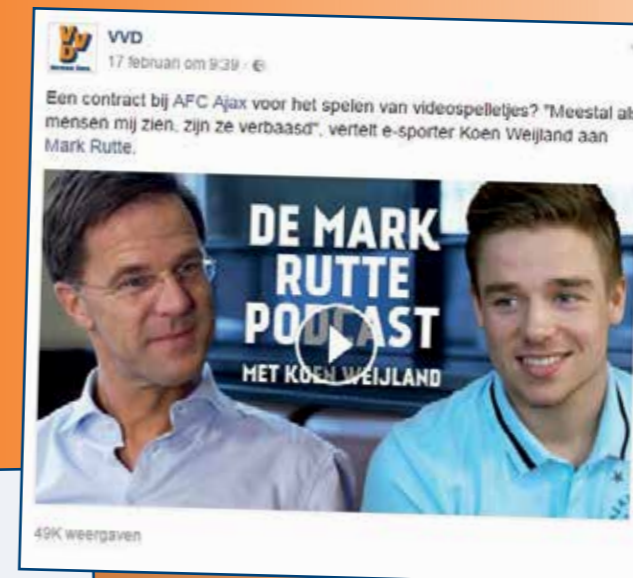 VVD
VVD
17 februari om 9:39
Een contract bij AFC Ajax voor het spelen van videospelletjes? "Meestal als
mensen mij zien, zijn ze verbaasd", vertelt e-sporter Koen Weijland aan
Mark Rutte.
DE MARK
RUTTE
PODCAST
MET KOEN WEIJLAND
49K weergaven